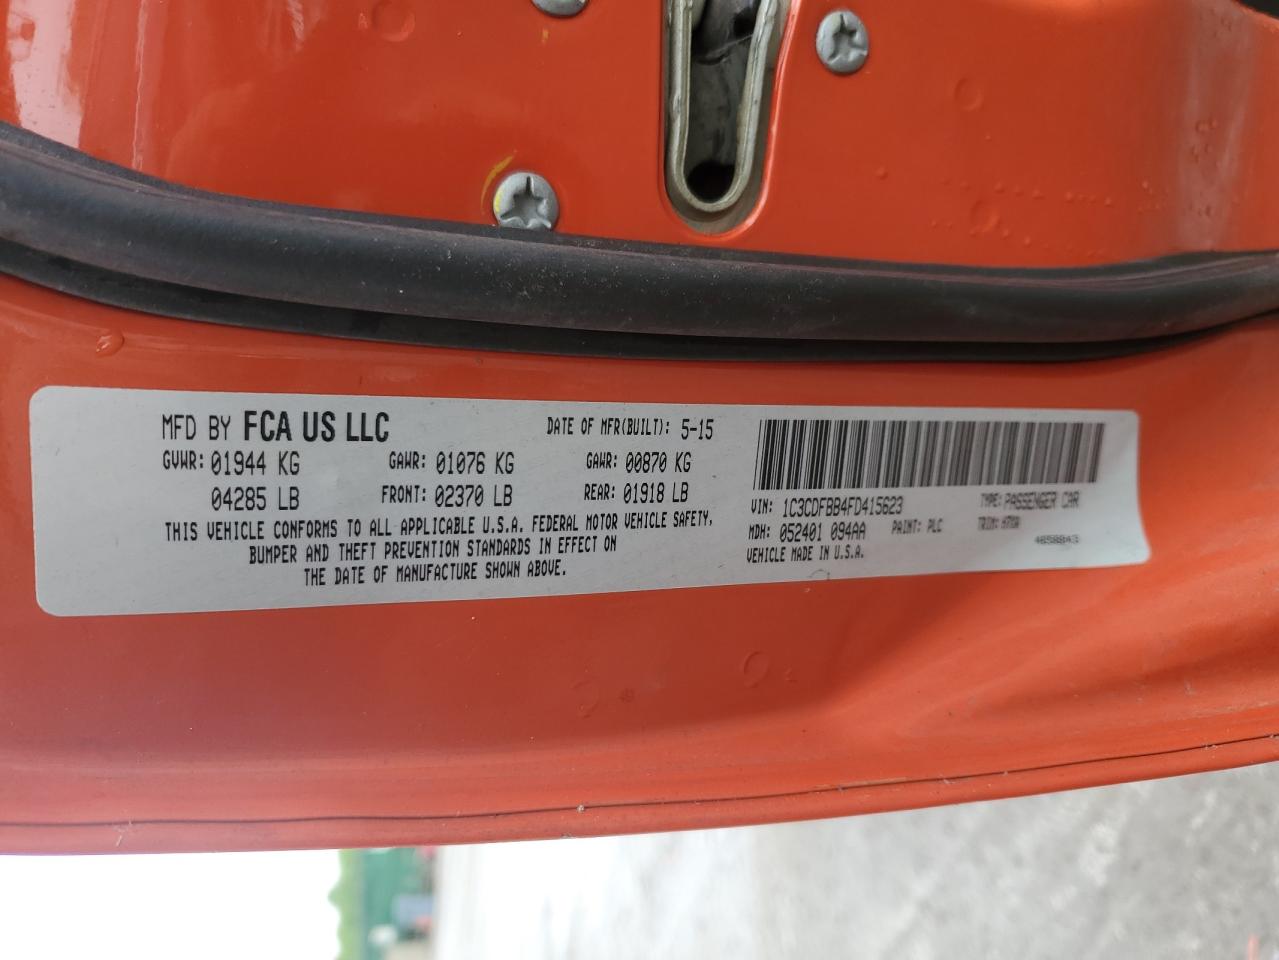 MFD BY FCA US LLC DATE OF MFR(BUILT): 5-15
GVWR: 01944 KG GAWR: 01076 KG GAWR: 00870 KG
04285 LB FRONT: 02370 LB REAR: 01918 LB
THIS VEHICLE CONFORMS TO ALL APPLICABLE U.S.A. FEDERAL MOTOR VEHICLE SAFETY,
BUMPER AND THEFT PREVENTION STANDARDS IN EFFECT ON
THE DATE OF MANUFACTURE SHOWN ABOVE.
VIN: 1C3CDFBB4FD415623 TYPE: PASSENGER CAR
MDH: 052401 094AA PAINT: PLC TRIM:
VEHICLE MADE IN U.S.A. 4658843